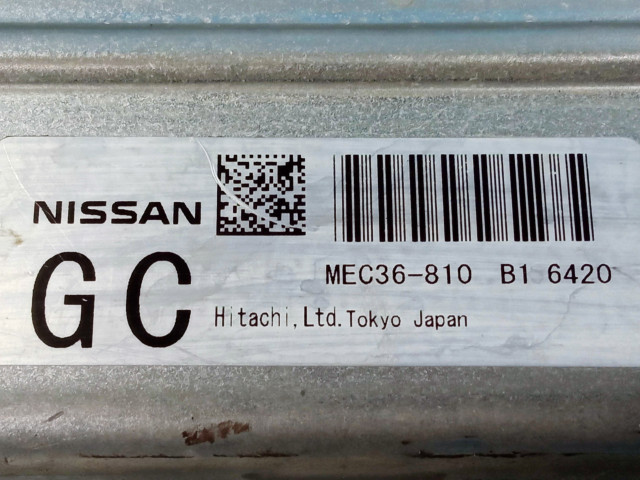 NISSAN
GC
MEC36-810 B1 6420
Hitachi,Ltd.Tokyo Japan